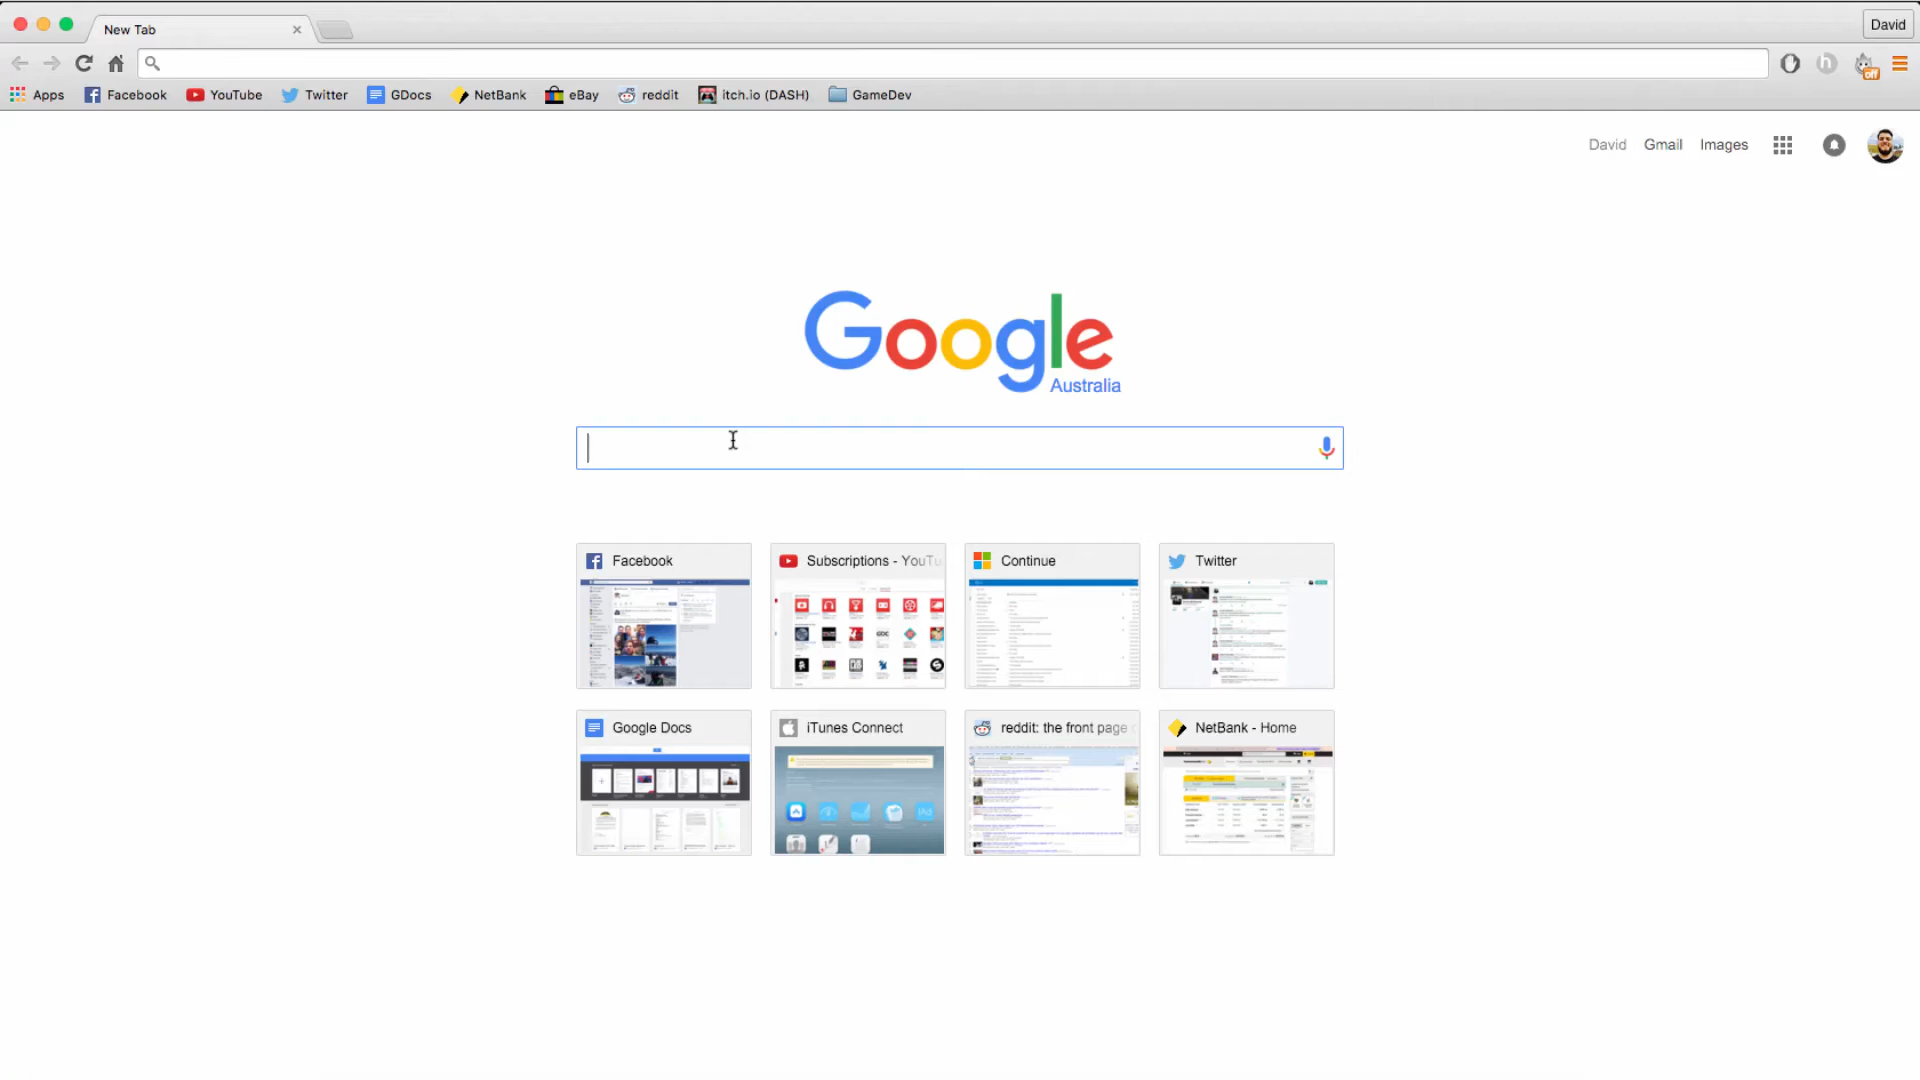 New Tab
David
Apps Facebook YouTube Twitter GDocs NetBank eBay reddit itch.io (DASH) GameDev
David Gmail Images
Google
Australia
Facebook Subscriptions - YouTu Continue Twitter
Google Docs iTunes Connect reddit: the front page NetBank - Home
off